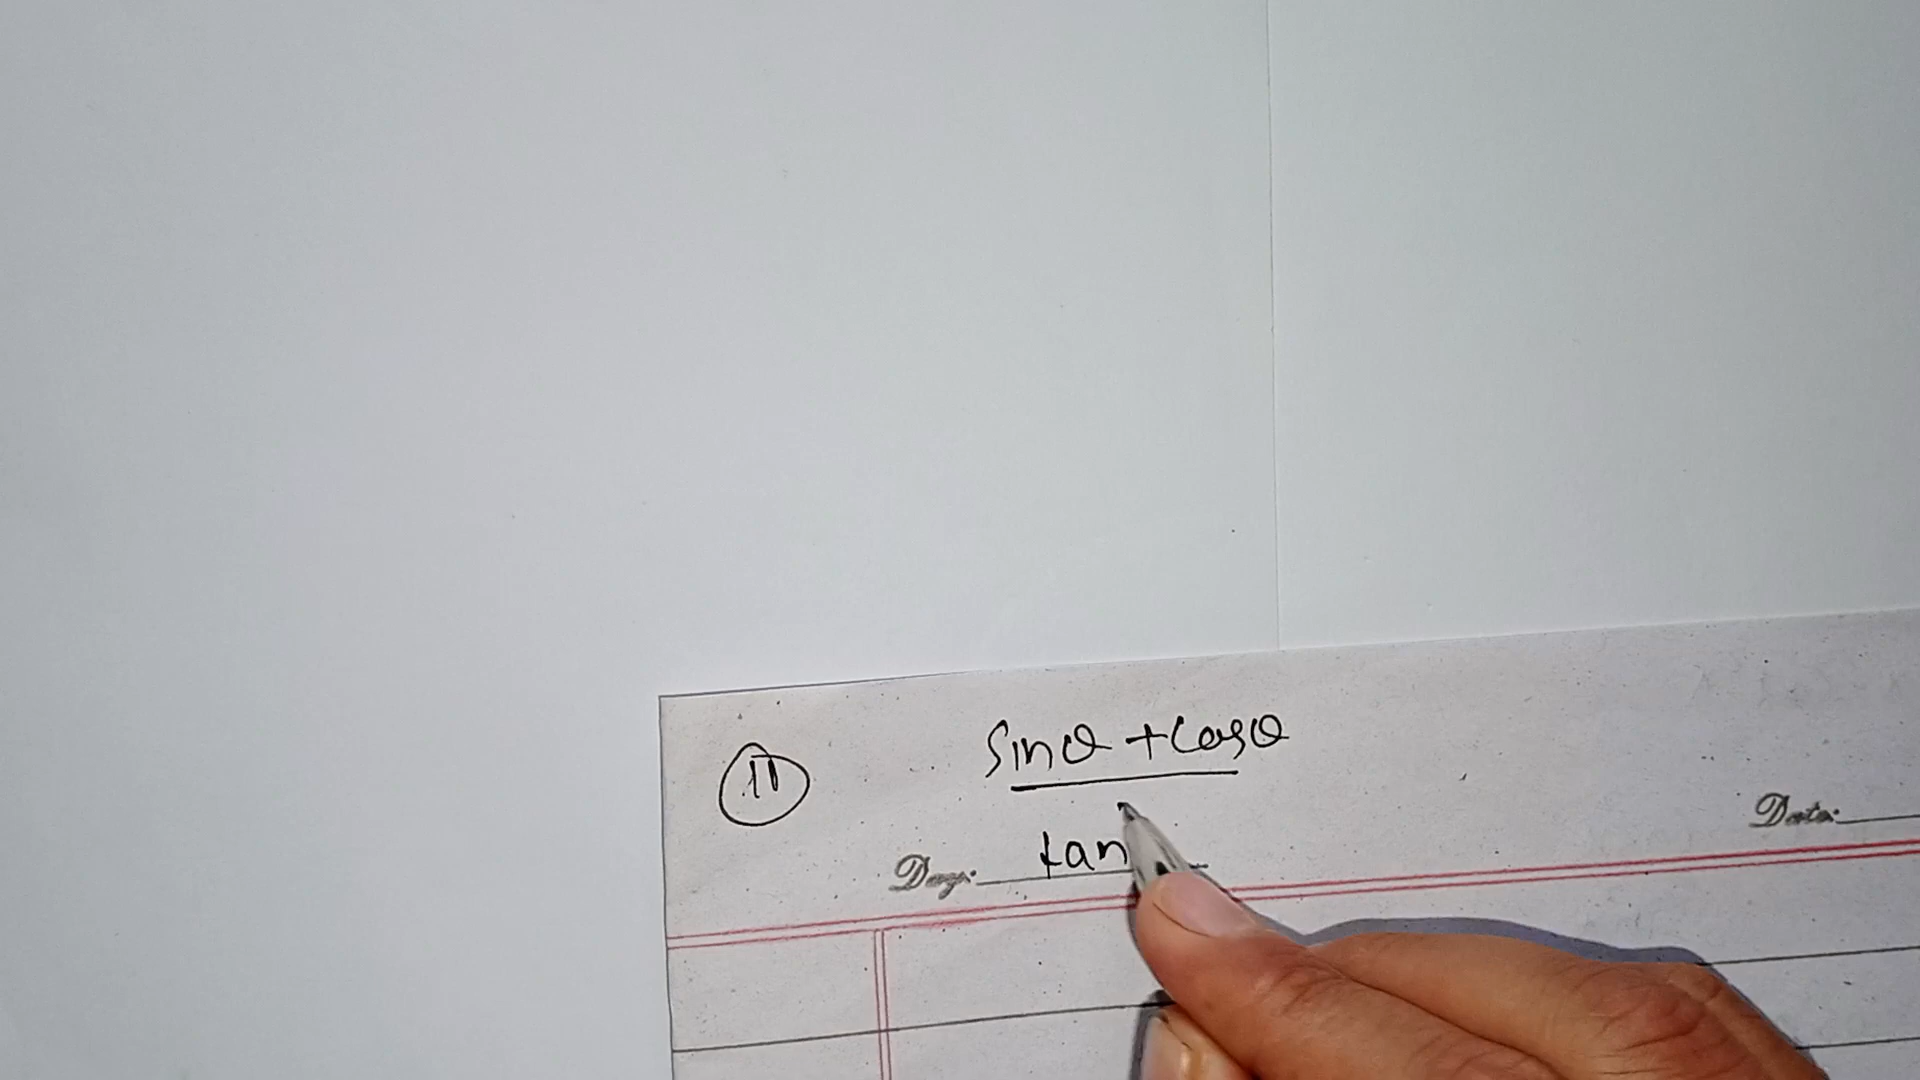 11
sinθ + cosθ
tan
Day:
Date: